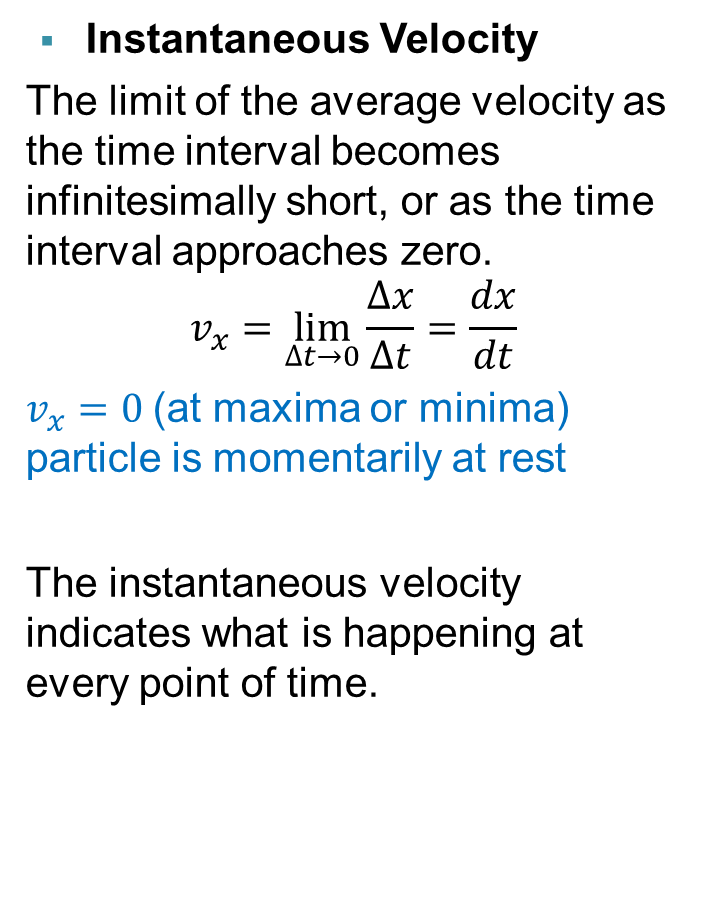 ▪ Instantaneous Velocity
The limit of the average velocity as
the time interval becomes
infinitesimally short, or as the time
interval approaches zero.
𝑣ₓ = lim_{Δt→0} Δ𝑥/Δt = 𝑑𝑥/𝑑𝑡
𝑣ₓ = 0 (at maxima or minima)
particle is momentarily at rest
The instantaneous velocity
indicates what is happening at
every point of time.